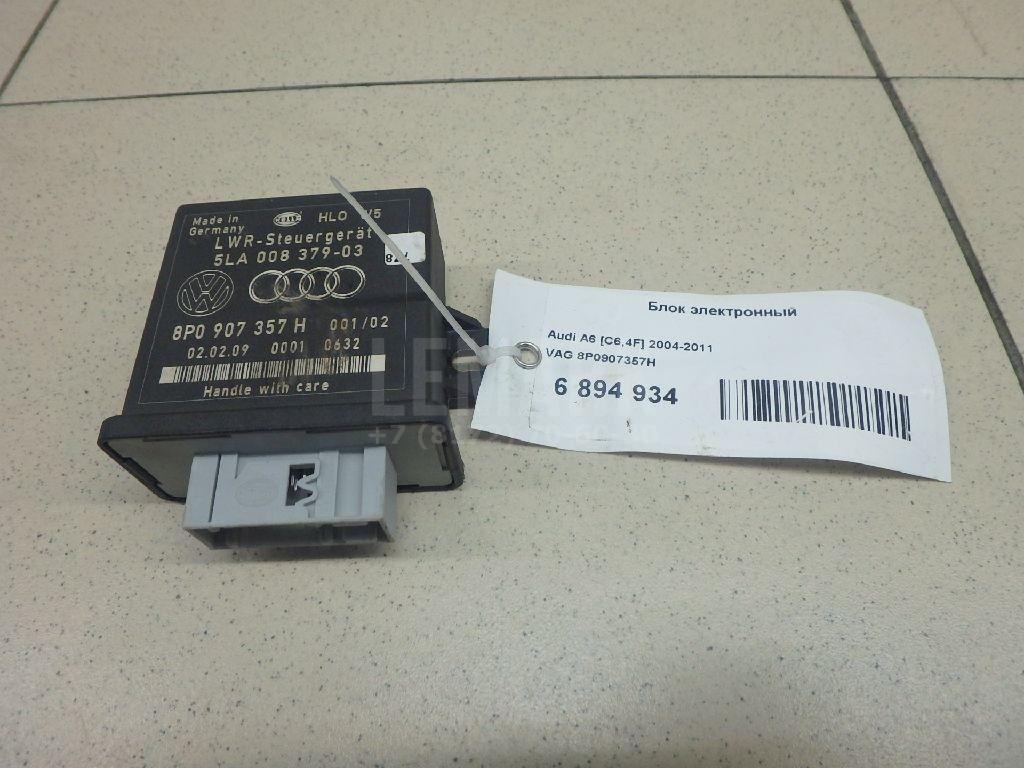 Made in
Germany
HELLA
HLO
LWR-Steuergerät
5LA 008 379-03
8P0 907 357 H 001/02
02.02.09 0001 0632
Handle with care
Блок электронный
Audi A6 [C6,4F] 2004-2011
VAG 8P0907357H
6 894 934